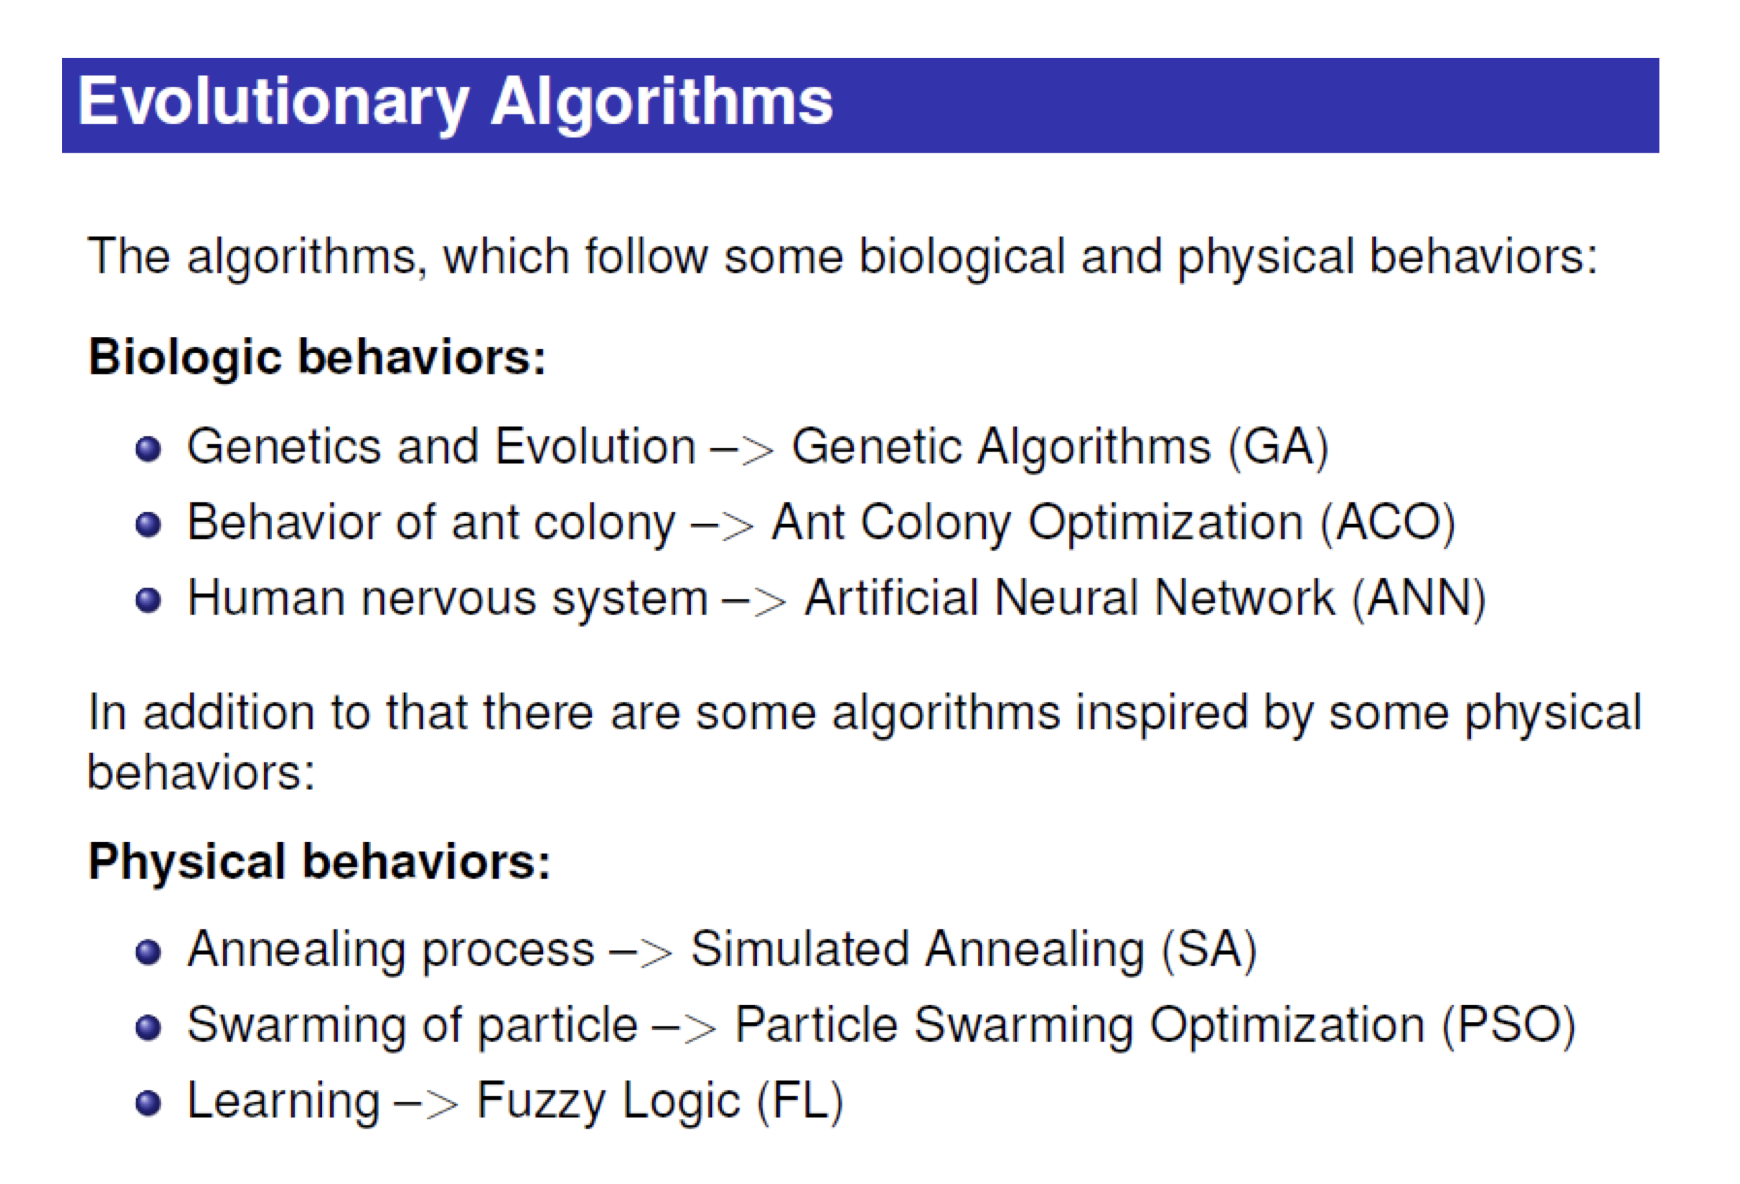 Evolutionary Algorithms
The algorithms, which follow some biological and physical behaviors:
Biologic behaviors:
Genetics and Evolution –> Genetic Algorithms (GA)
Behavior of ant colony –> Ant Colony Optimization (ACO)
Human nervous system –> Artificial Neural Network (ANN)
In addition to that there are some algorithms inspired by some physical
behaviors:
Physical behaviors:
Annealing process –> Simulated Annealing (SA)
Swarming of particle –> Particle Swarming Optimization (PSO)
Learning –> Fuzzy Logic (FL)